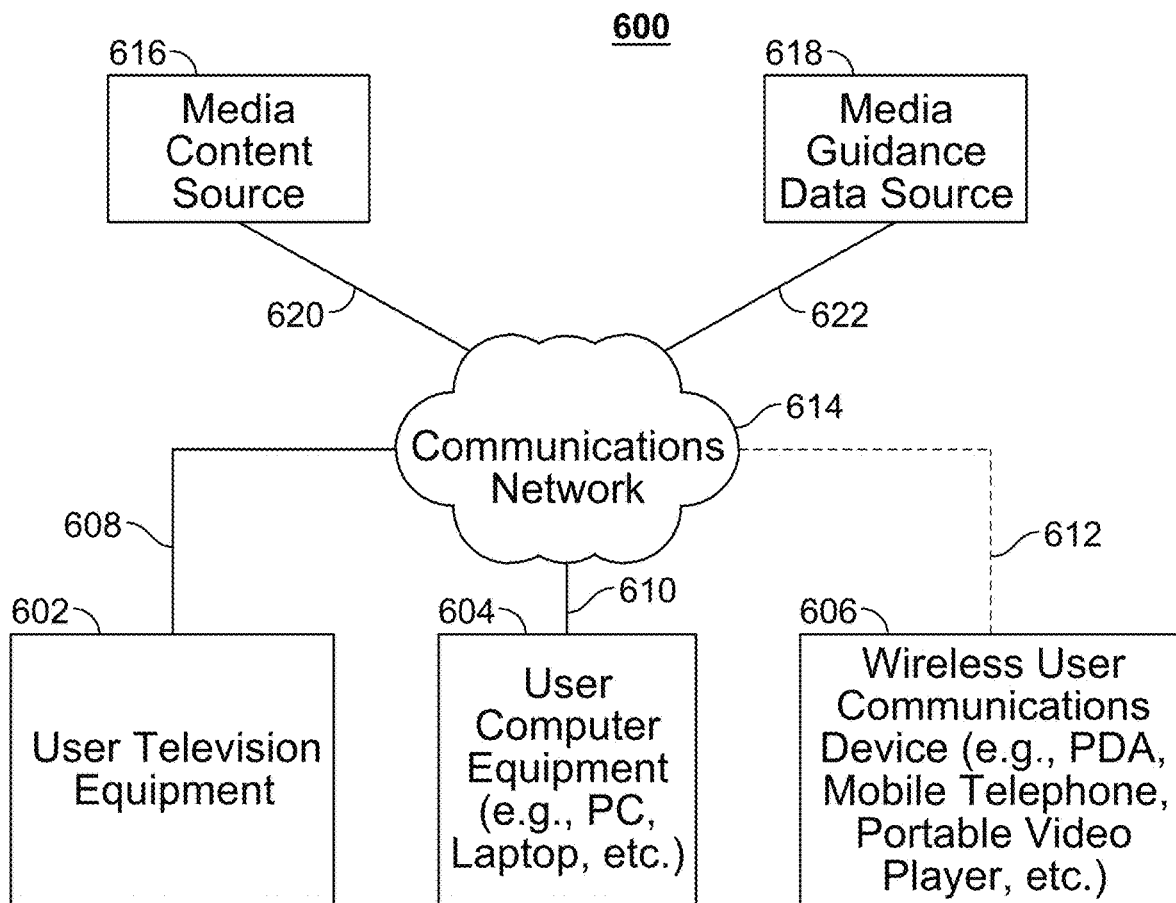 600
616
Media
Content
Source
618
Media
Guidance
Data Source
620
622
614
Communications
Network
608
612
610
602
User Television
Equipment
604
User
Computer
Equipment
(e.g., PC,
Laptop, etc.)
606
Wireless User
Communications
Device (e.g., PDA,
Mobile Telephone,
Portable Video
Player, etc.)